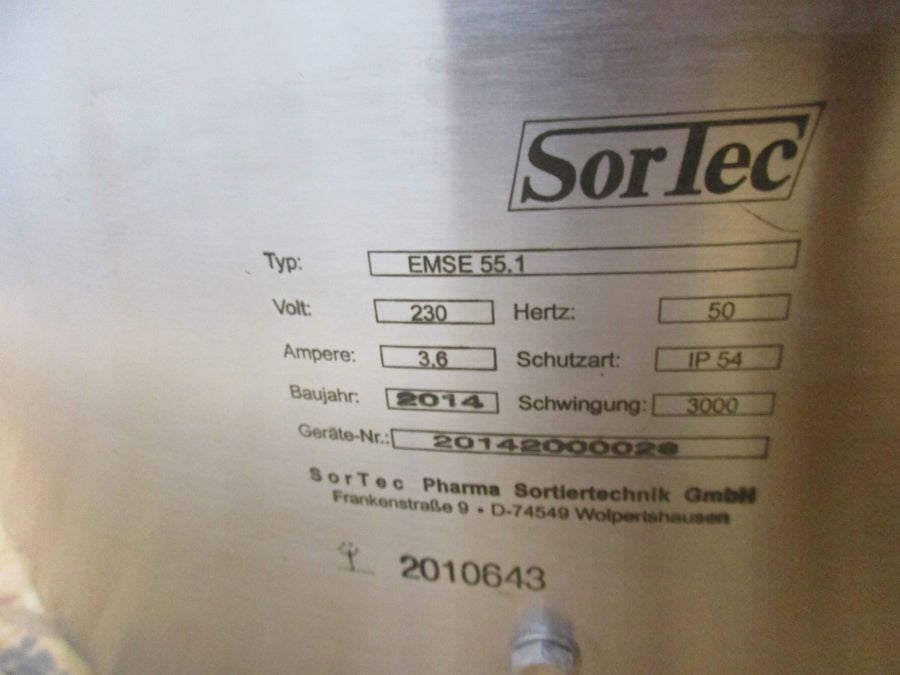 SorTec
Typ: EMSE 55.1
Volt: 230 Hertz: 50
Ampere: 3,6 Schutzart: IP 54
Baujahr: 2014 Schwingung: 3000
Geräte-Nr.: 20142000028
SorTec Pharma Sortiertechnik GmbH
Frankenstraße 9 • D-74549 Wolpertshausen
2010643